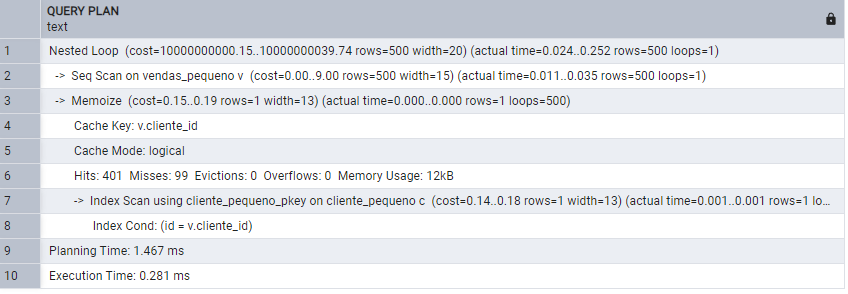 QUERY PLAN
text
1 Nested Loop (cost=10000000000.15..10000000039.74 rows=500 width=20) (actual time=0.024..0.252 rows=500 loops=1)
2 -> Seq Scan on vendas_pequeno v (cost=0.00..9.00 rows=500 width=15) (actual time=0.011..0.035 rows=500 loops=1)
3 -> Memoize (cost=0.15..0.19 rows=1 width=13) (actual time=0.000..0.000 rows=1 loops=500)
4 Cache Key: v.cliente_id
5 Cache Mode: logical
6 Hits: 401 Misses: 99 Evictions: 0 Overflows: 0 Memory Usage: 12kB
7 -> Index Scan using cliente_pequeno_pkey on cliente_pequeno c (cost=0.14..0.18 rows=1 width=13) (actual time=0.001..0.001 rows=1 lo...
8 Index Cond: (id = v.cliente_id)
9 Planning Time: 1.467 ms
10 Execution Time: 0.281 ms